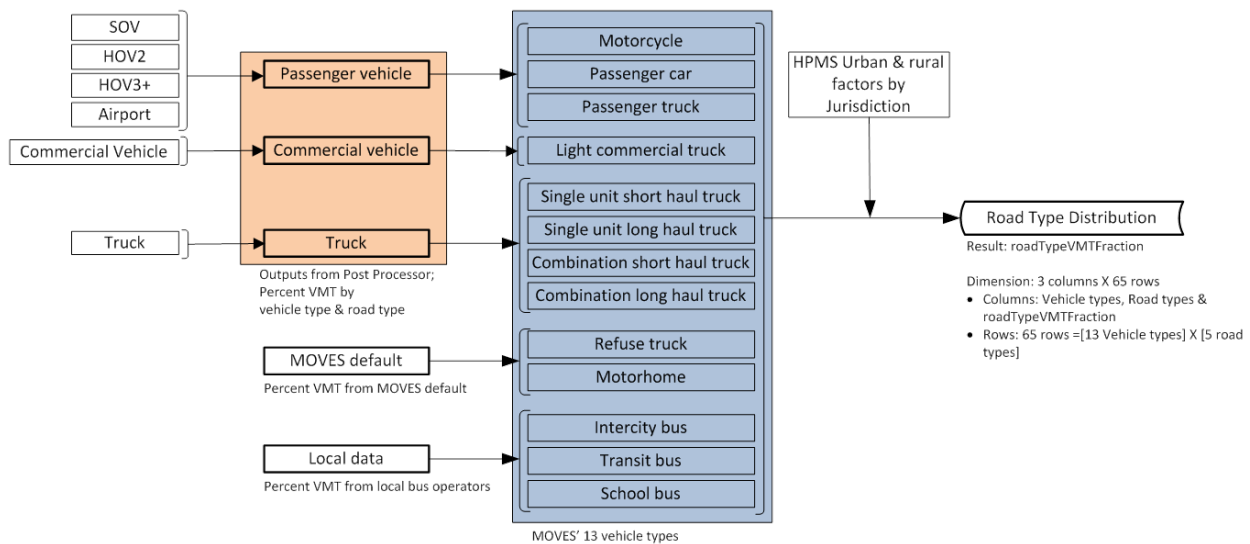 SOV
HOV2
HOV3+
Airport
Commercial Vehicle
Truck
Passenger vehicle
Commercial vehicle
Truck
Outputs from Post Processor;
Percent VMT by
vehicle type & road type
MOVES default
Percent VMT from MOVES default
Local data
Percent VMT from local bus operators
Motorcycle
Passenger car
Passenger truck
Light commercial truck
Single unit short haul truck
Single unit long haul truck
Combination short haul truck
Combination long haul truck
Refuse truck
Motorhome
Intercity bus
Transit bus
School bus
MOVES' 13 vehicle types
HPMS Urban & rural
factors by
Jurisdiction
Road Type Distribution
Result: roadTypeVMTFraction
Dimension: 3 columns X 65 rows
• Columns: Vehicle types, Road types &
roadTypeVMTFraction
• Rows: 65 rows =[13 Vehicle types] X [5 road
types]